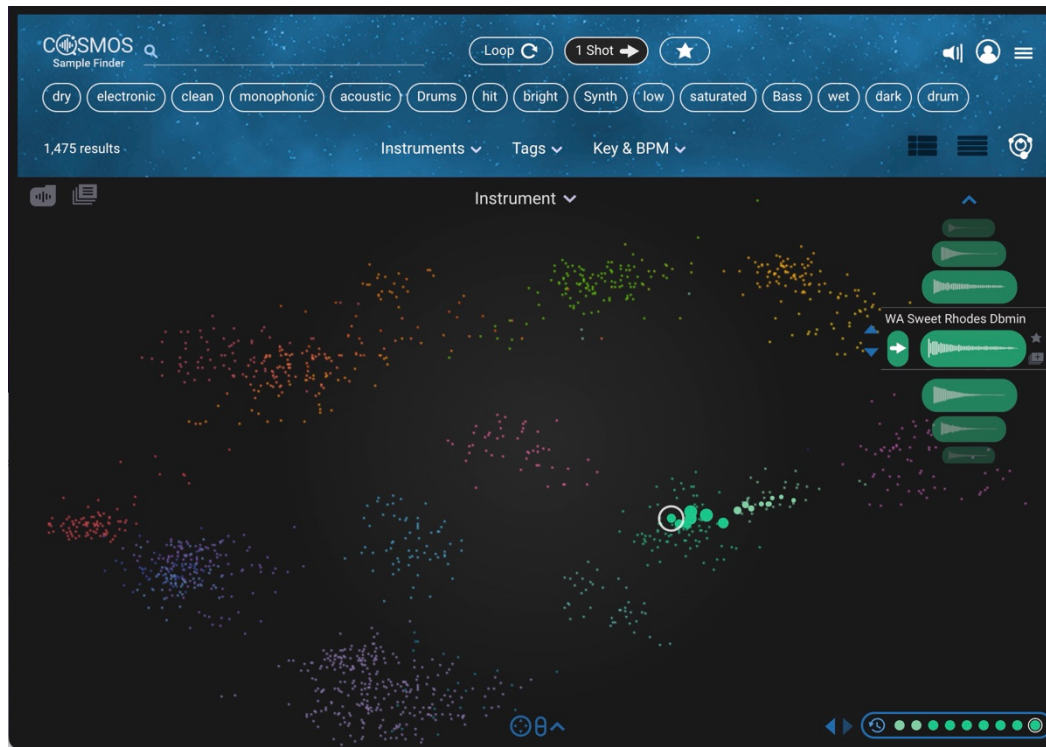 COSMOS
Sample Finder
Loop
1 Shot
dry electronic clean monophonic acoustic Drums hit bright Synth low saturated Bass wet dark drum
1,475 results
Instruments Tags Key & BPM
Instrument
WA Sweet Rhodes Dbmin